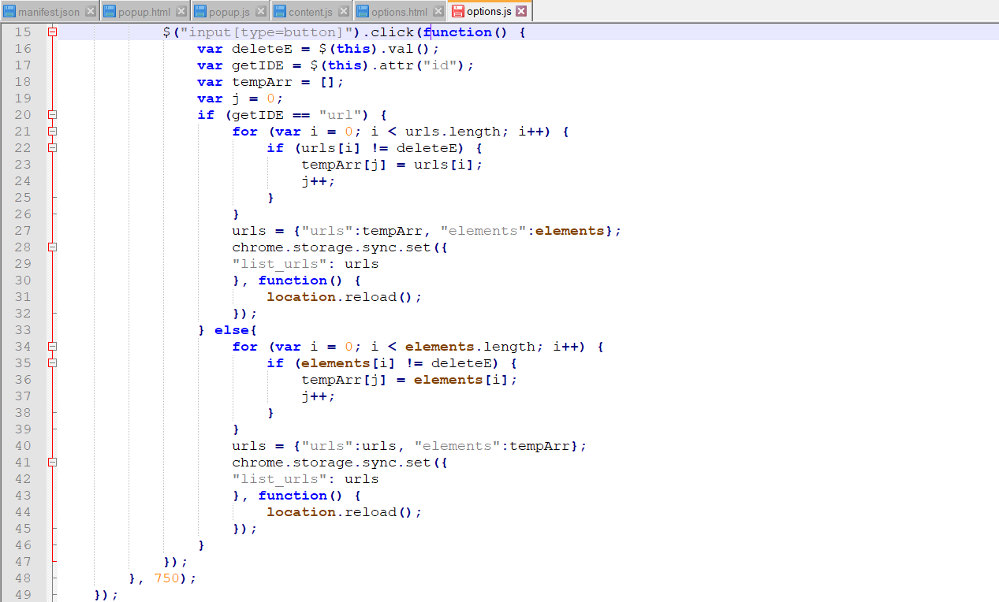 manifest.json popup.html popup.js content.js options.html options.js
15 $("input[type=button]").click(function() {
16 var deleteE = $(this).val();
17 var getIDE = $(this).attr("id");
18 var tempArr = [];
19 var j = 0;
20 if (getIDE == "url") {
21 for (var i = 0; i < urls.length; i++) {
22 if (urls[i] != deleteE) {
23 tempArr[j] = urls[i];
24 j++;
25 }
26 }
27 urls = {"urls":tempArr, "elements":elements};
28 chrome.storage.sync.set({
29 "list_urls": urls
30 }, function() {
31 location.reload();
32 });
33 } else{
34 for (var i = 0; i < elements.length; i++) {
35 if (elements[i] != deleteE) {
36 tempArr[j] = elements[i];
37 j++;
38 }
39 }
40 urls = {"urls":urls, "elements":tempArr};
41 chrome.storage.sync.set({
42 "list_urls": urls
43 }, function() {
44 location.reload();
45 });
46 }
47 });
48 }, 750);
49 });